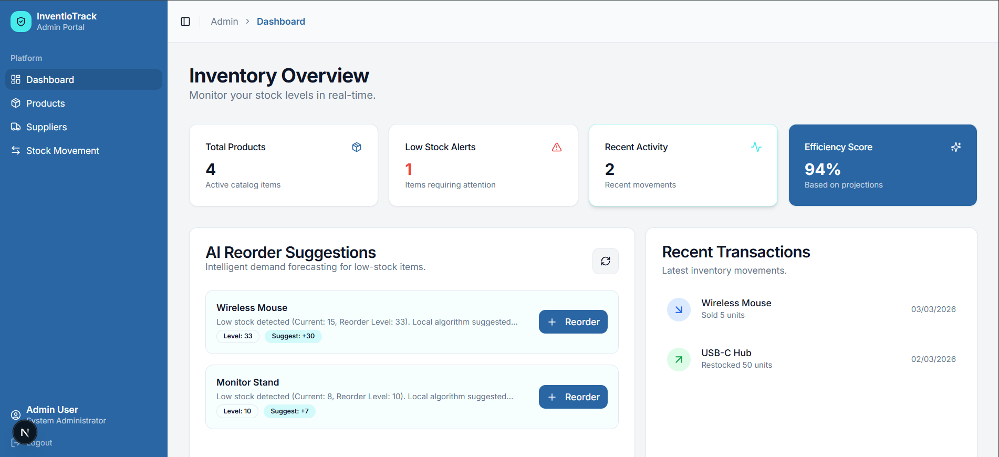 InventioTrack
Admin Portal
Platform
Dashboard
Products
Suppliers
Stock Movement
Admin User
System Administrator
Logout
N
Admin > Dashboard
Inventory Overview
Monitor your stock levels in real-time.
Total Products
4
Active catalog items
Low Stock Alerts
1
Items requiring attention
Recent Activity
2
Recent movements
Efficiency Score
94%
Based on projections
AI Reorder Suggestions
Intelligent demand forecasting for low-stock items.
Wireless Mouse
Low stock detected (Current: 15, Reorder Level: 33). Local algorithm suggested...
Level: 33 Suggest: +30
+ Reorder
Monitor Stand
Low stock detected (Current: 8, Reorder Level: 10). Local algorithm suggested...
Level: 10 Suggest: +7
+ Reorder
Recent Transactions
Latest inventory movements.
Wireless Mouse
Sold 5 units
03/03/2026
USB-C Hub
Restocked 50 units
02/03/2026